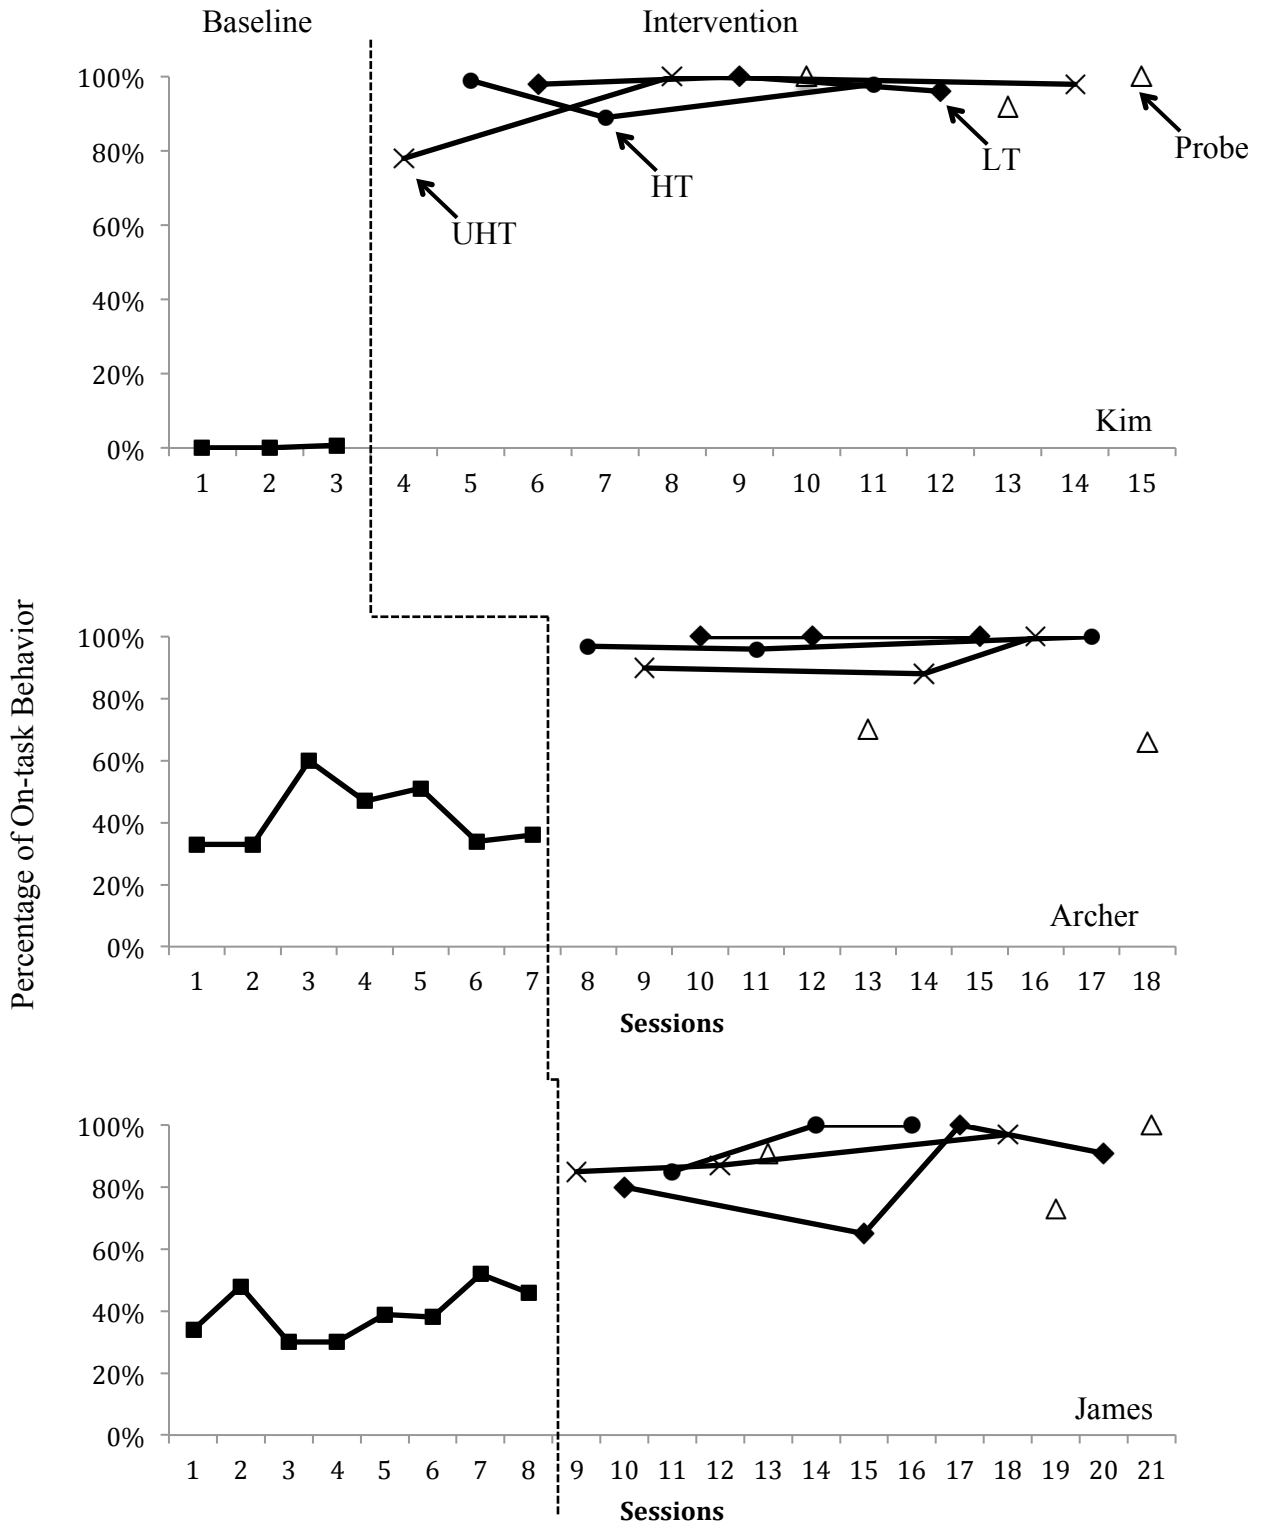 Baseline Intervention
100%
80%
60%
40%
20%
0%
UHT
HT
LT
Probe
Kim
1 2 3 4 5 6 7 8 9 10 11 12 13 14 15
Percentage of On-task Behavior
100%
80%
60%
40%
20%
0%
Archer
1 2 3 4 5 6 7 8 9 10 11 12 13 14 15 16 17 18
Sessions
100%
80%
60%
40%
20%
0%
James
1 2 3 4 5 6 7 8 9 10 11 12 13 14 15 16 17 18 19 20 21
Sessions